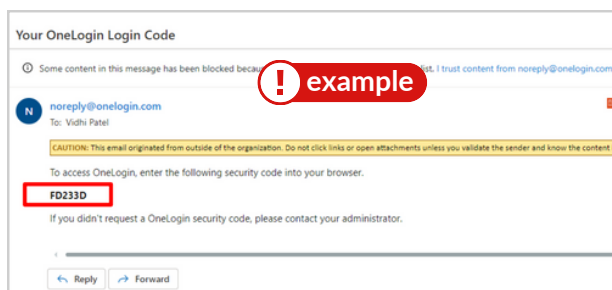 Your OneLogin Login Code
Some content in this message has been blocked because list. I trust content from noreply@onelogin.com
! example
N
noreply@onelogin.com
To: Vidhi Patel
CAUTION: This email originated from outside of the organization. Do not click links or open attachments unless you validate the sender and know the content
To access OneLogin, enter the following security code into your browser.
FD233D
If you didn't request a OneLogin security code, please contact your administrator.
Reply Forward